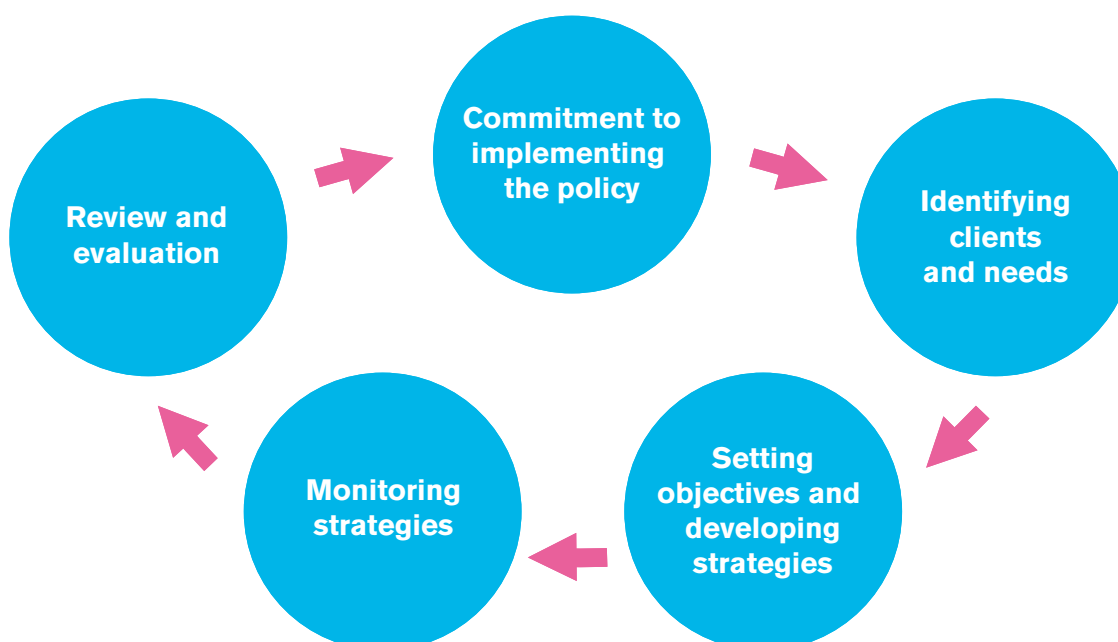 Commitment to
implementing
the policy
Identifying
clients
and needs
Setting
objectives and
developing
strategies
Monitoring
strategies
Review and
evaluation